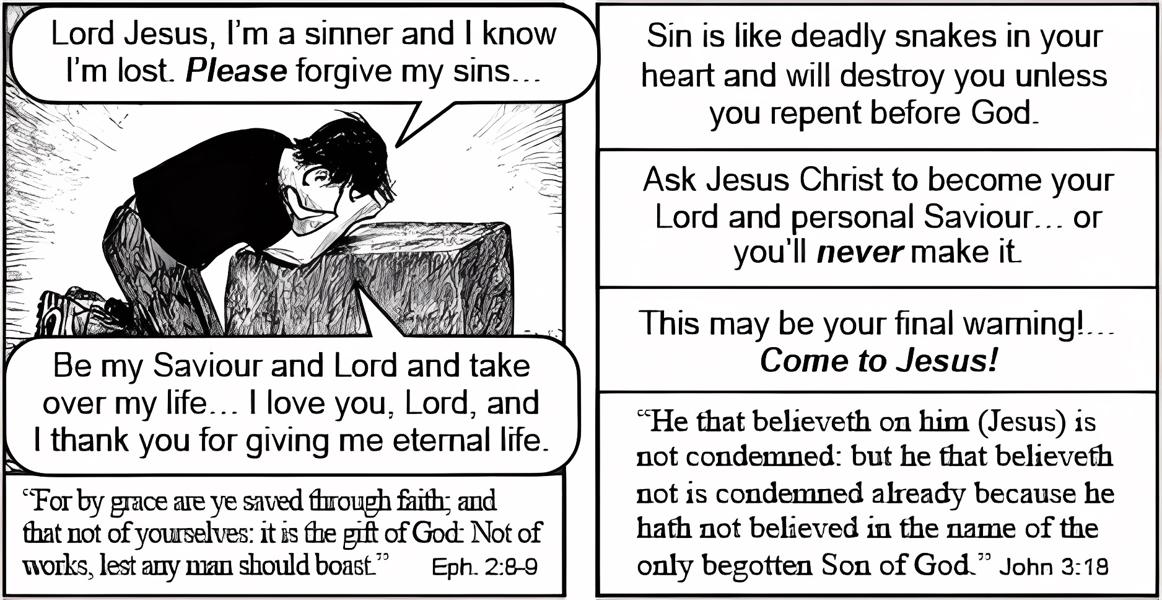 Lord Jesus, I'm a sinner and I know
I'm lost. Please forgive my sins...
Be my Saviour and Lord and take
over my life... I love you, Lord, and
I thank you for giving me eternal life.
“For by grace are ye saved through faith; and
that not of yourselves: it is the gift of God: Not of
works, lest any man should boast.” Eph. 2:8-9
Sin is like deadly snakes in your
heart and will destroy you unless
you repent before God.
Ask Jesus Christ to become your
Lord and personal Saviour... or
you'll never make it.
This may be your final warning!...
Come to Jesus!
“He that believeth on him (Jesus) is
not condemned: but he that believeth
not is condemned already because he
hath not believed in the name of the
only begotten Son of God.” John 3:18